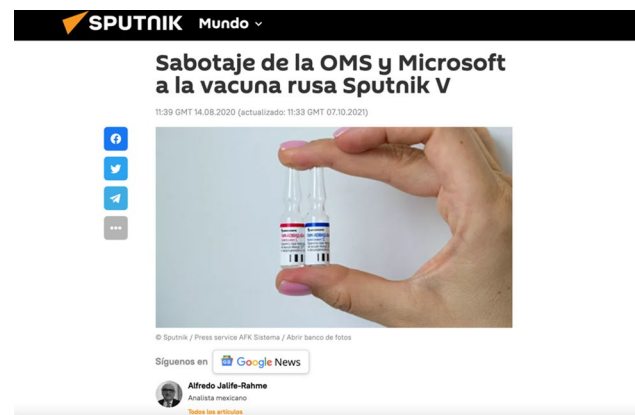 SPUTNIK Mundo
Sabotaje de la OMS y Microsoft
a la vacuna rusa Sputnik V
11:39 GMT 14.08.2020 (actualizado: 11:33 GMT 07.10.2021)
© Sputnik / Press service AFK Sistema / Abrir banco de fotos
Síguenos en Google News
Alfredo Jalife-Rahme
Analista mexicano
Todos los artículos